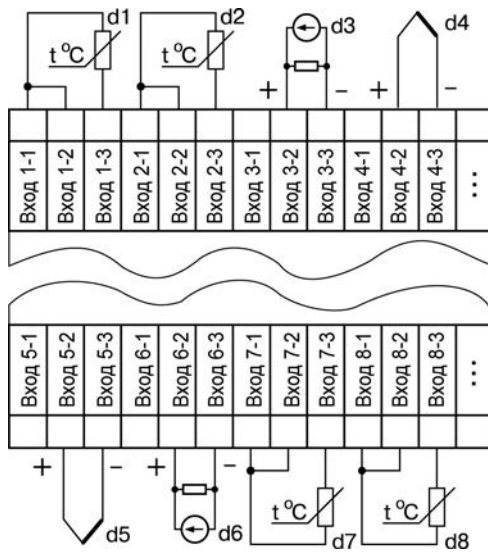 d1 d2 d3 d4
t °C t °C
+ − + −
Вход 1-1 Вход 1-2 Вход 1-3 Вход 2-1 Вход 2-2 Вход 2-3 Вход 3-1 Вход 3-2 Вход 3-3 Вход 4-1 Вход 4-2 Вход 4-3 ...
Вход 5-1 Вход 5-2 Вход 5-3 Вход 6-1 Вход 6-2 Вход 6-3 Вход 7-1 Вход 7-2 Вход 7-3 Вход 8-1 Вход 8-2 Вход 8-3 ...
+ − + −
t °C t °C
d5 d6 d7 d8